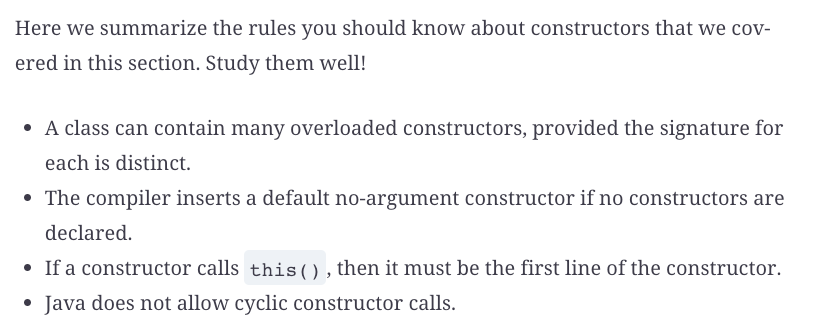 Here we summarize the rules you should know about constructors that we cov-
ered in this section. Study them well!
• A class can contain many overloaded constructors, provided the signature for
each is distinct.
• The compiler inserts a default no-argument constructor if no constructors are
declared.
• If a constructor calls this(), then it must be the first line of the constructor.
• Java does not allow cyclic constructor calls.